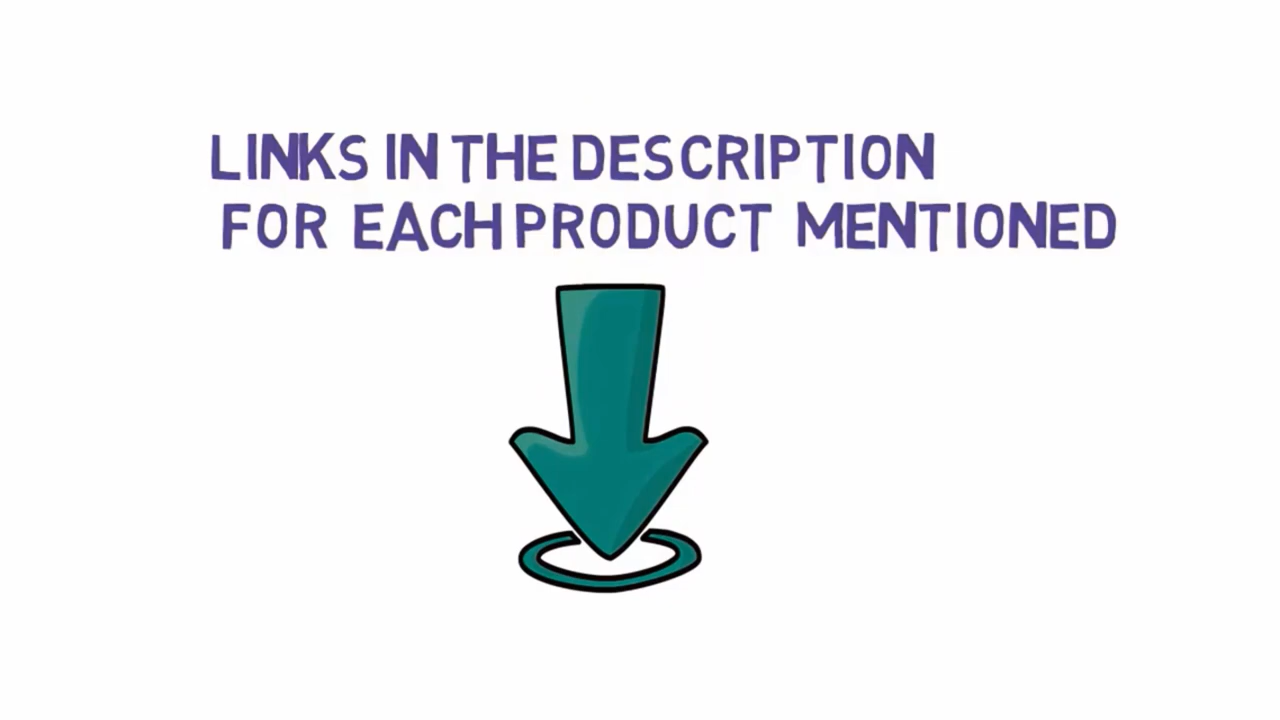 LINKS IN THE DESCRIPTION
FOR EACH PRODUCT MENTIONED